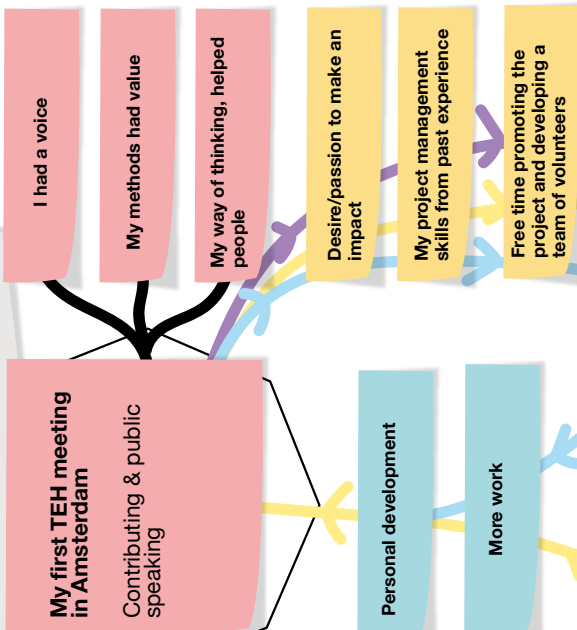 I had a voice
My methods had value
My way of thinking, helped
people
Desire/passion to make an
impact
My project management
skills from past experience
Free time promoting the
project and developing a
team of volunteers
My first TEH meeting
in Amsterdam
Contributing & public
speaking
Personal development
More work